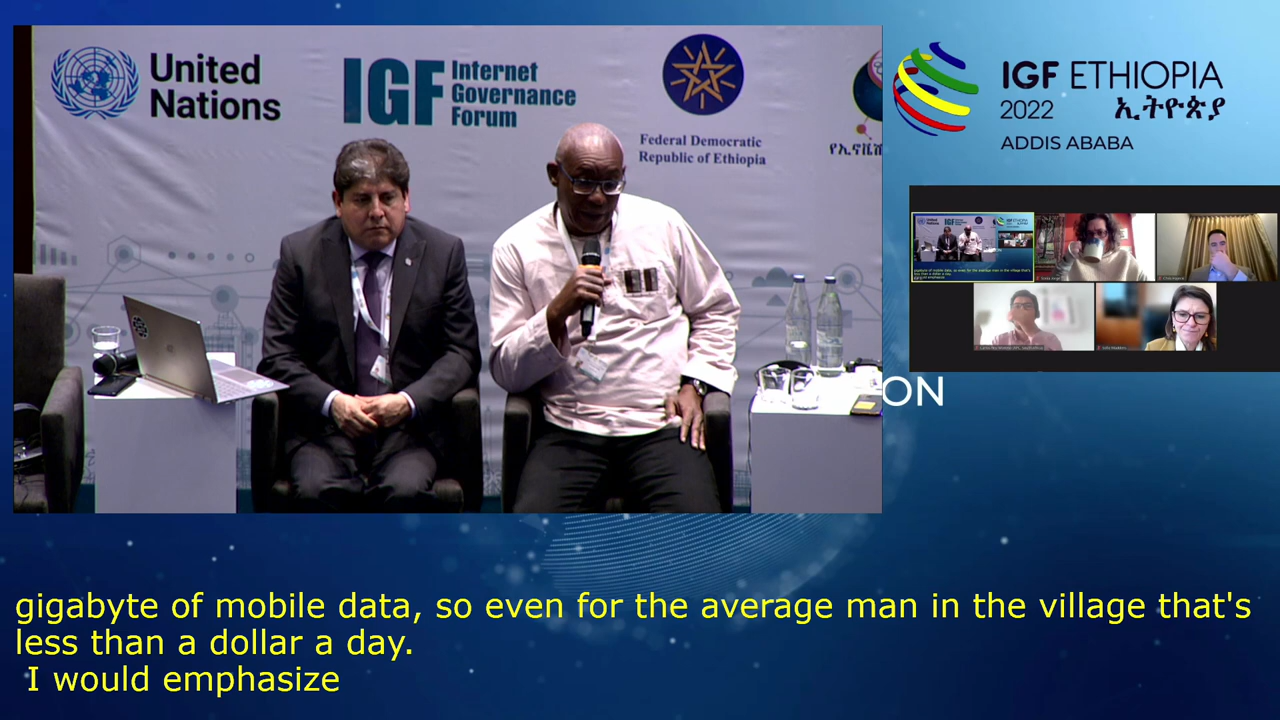 United
Nations
IGF
Internet
Governance
Forum
Federal Democratic
Republic of Ethiopia
IGF ETHIOPIA
2022 ኢትዮጵያ
ADDIS ABABA
ON
gigabyte of mobile data, so even for the average man in the village that's
less than a dollar a day.
I would emphasize